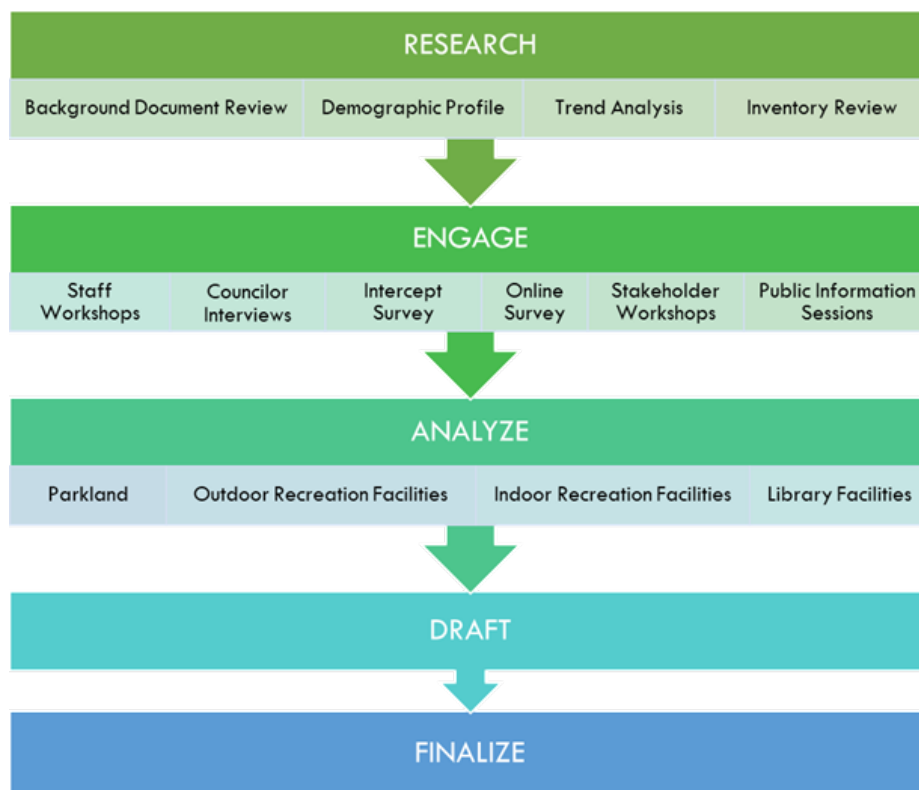 RESEARCH
Background Document Review
Demographic Profile
Trend Analysis
Inventory Review
ENGAGE
Staff
Workshops
Councilor
Interviews
Intercept
Survey
Online
Survey
Stakeholder
Workshops
Public Information
Sessions
ANALYZE
Parkland
Outdoor Recreation Facilities
Indoor Recreation Facilities
Library Facilities
DRAFT
FINALIZE